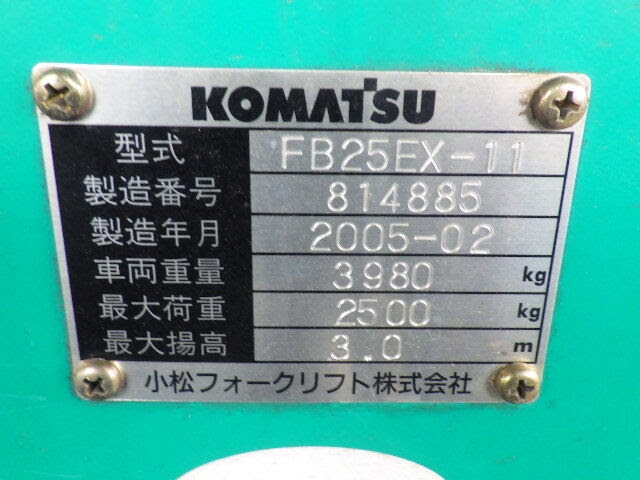 KOMATSU
型式 FB25EX-11
製造番号 814885
製造年月 2005-02
車両重量 3980 kg
最大荷重 2500 kg
最大揚高 3.0 m
小松フォークリフト株式会社